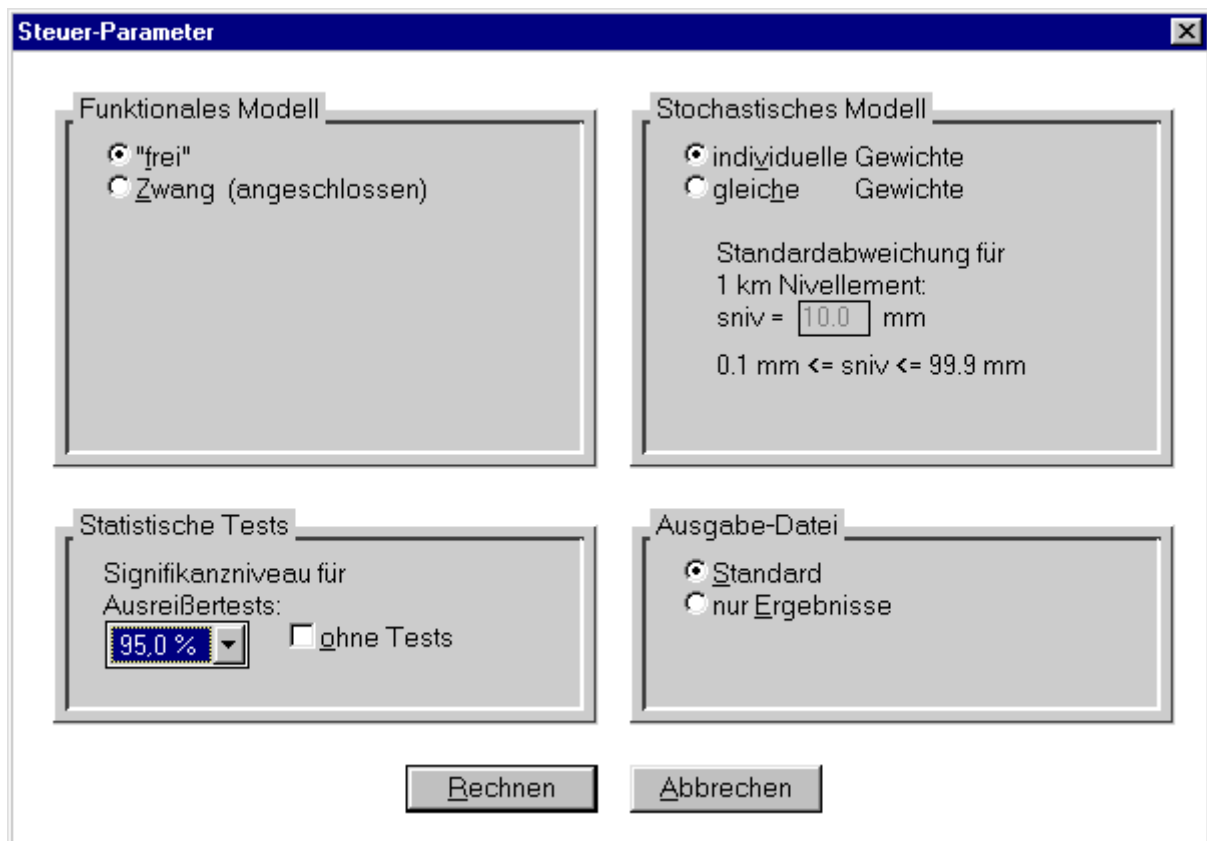 Steuer-Parameter
Funktionales Modell
"frei"
Zwang (angeschlossen)
Stochastisches Modell
individuelle Gewichte
gleiche Gewichte
Standardabweichung für
1 km Nivellement:
sniv = 10.0 mm
0.1 mm <= sniv <= 99.9 mm
Statistische Tests
Signifikanzniveau für
Ausreißertests:
95,0 % ohne Tests
Ausgabe-Datei
Standard
nur Ergebnisse
Rechnen Abbrechen